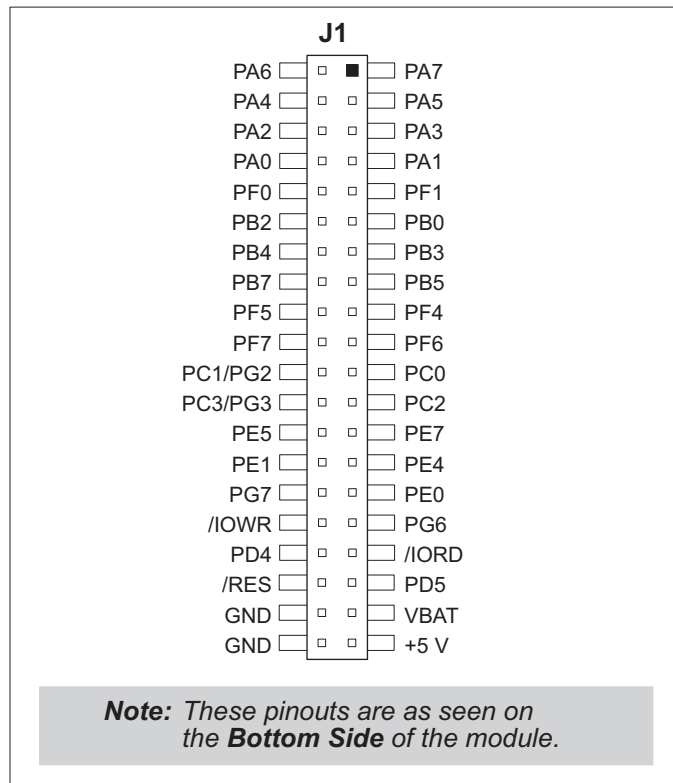 J1
PA6 PA7
PA4 PA5
PA2 PA3
PA0 PA1
PF0 PF1
PB2 PB0
PB4 PB3
PB7 PB5
PF5 PF4
PF7 PF6
PC1/PG2 PC0
PC3/PG3 PC2
PE5 PE7
PE1 PE4
PG7 PE0
/IOWR PG6
PD4 /IORD
/RES PD5
GND VBAT
GND +5 V
Note: These pinouts are as seen on
the Bottom Side of the module.